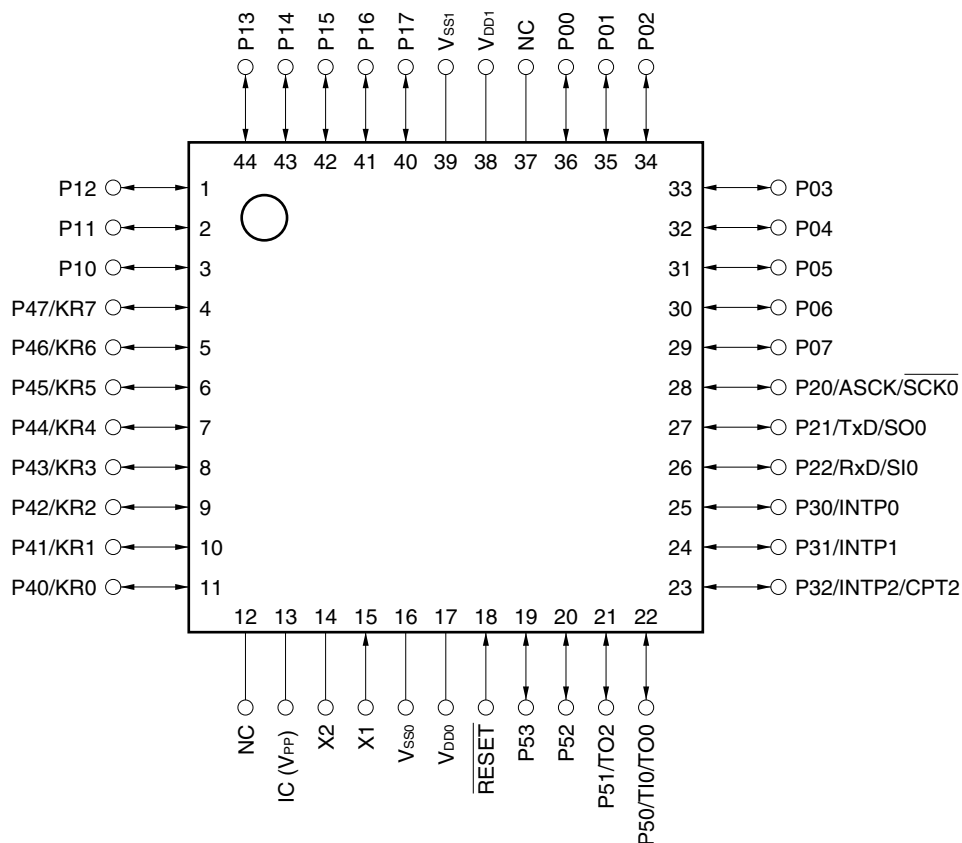 P13 P14 P15 P16 P17 VSS1 VDD1 NC P00 P01 P02
44 43 42 41 40 39 38 37 36 35 34
P12 1 33 P03
P11 2 32 P04
P10 3 31 P05
P47/KR7 4 30 P06
P46/KR6 5 29 P07
P45/KR5 6 28 P20/ASCK/S̅C̅K̅0̅
P44/KR4 7 27 P21/TxD/SO0
P43/KR3 8 26 P22/RxD/SI0
P42/KR2 9 25 P30/INTP0
P41/KR1 10 24 P31/INTP1
P40/KR0 11 23 P32/INTP2/CPT2
12 13 14 15 16 17 18 19 20 21 22
NC IC (VPP) X2 X1 VSS0 VDD0 R̅E̅S̅E̅T̅ P53 P52 P51/TO2 P50/TI0/TO0